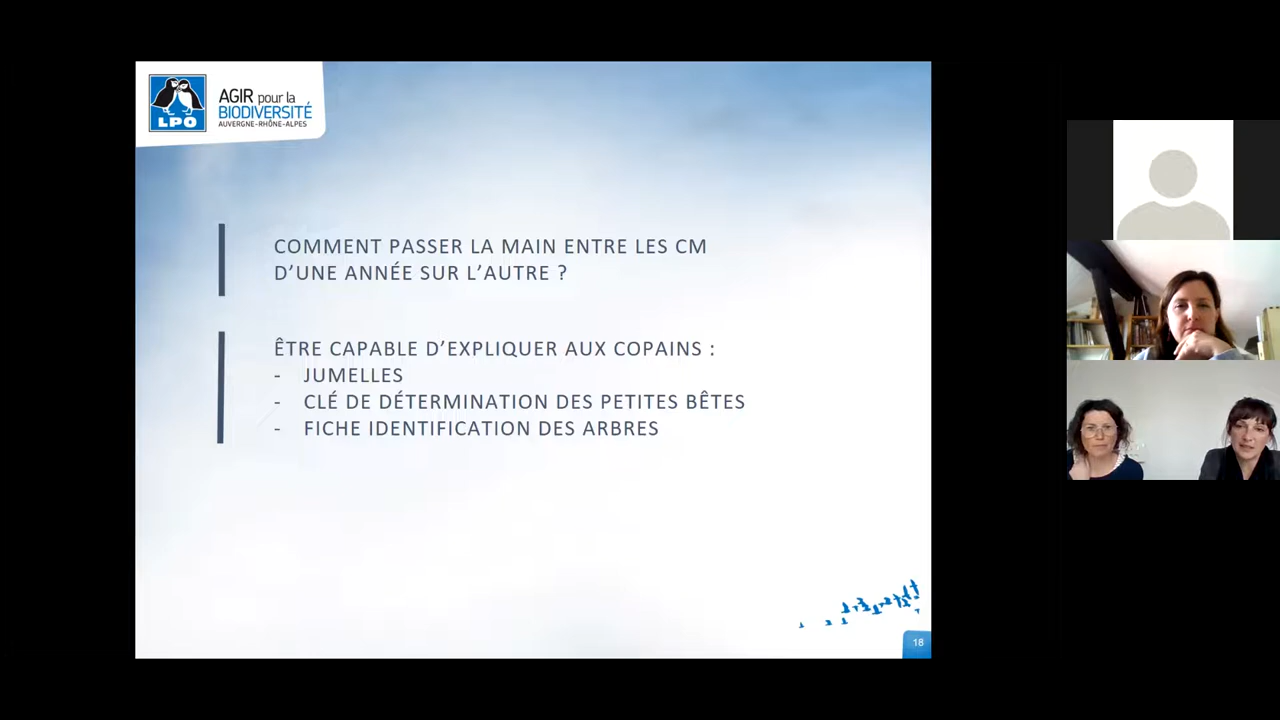 LPO
AGIR pour la
BIODIVERSITÉ
AUVERGNE-RHÔNE-ALPES
COMMENT PASSER LA MAIN ENTRE LES CM
D'UNE ANNÉE SUR L'AUTRE ?
ÊTRE CAPABLE D'EXPLIQUER AUX COPAINS :
- JUMELLES
- CLÉ DE DÉTERMINATION DES PETITES BÊTES
- FICHE IDENTIFICATION DES ARBRES
18